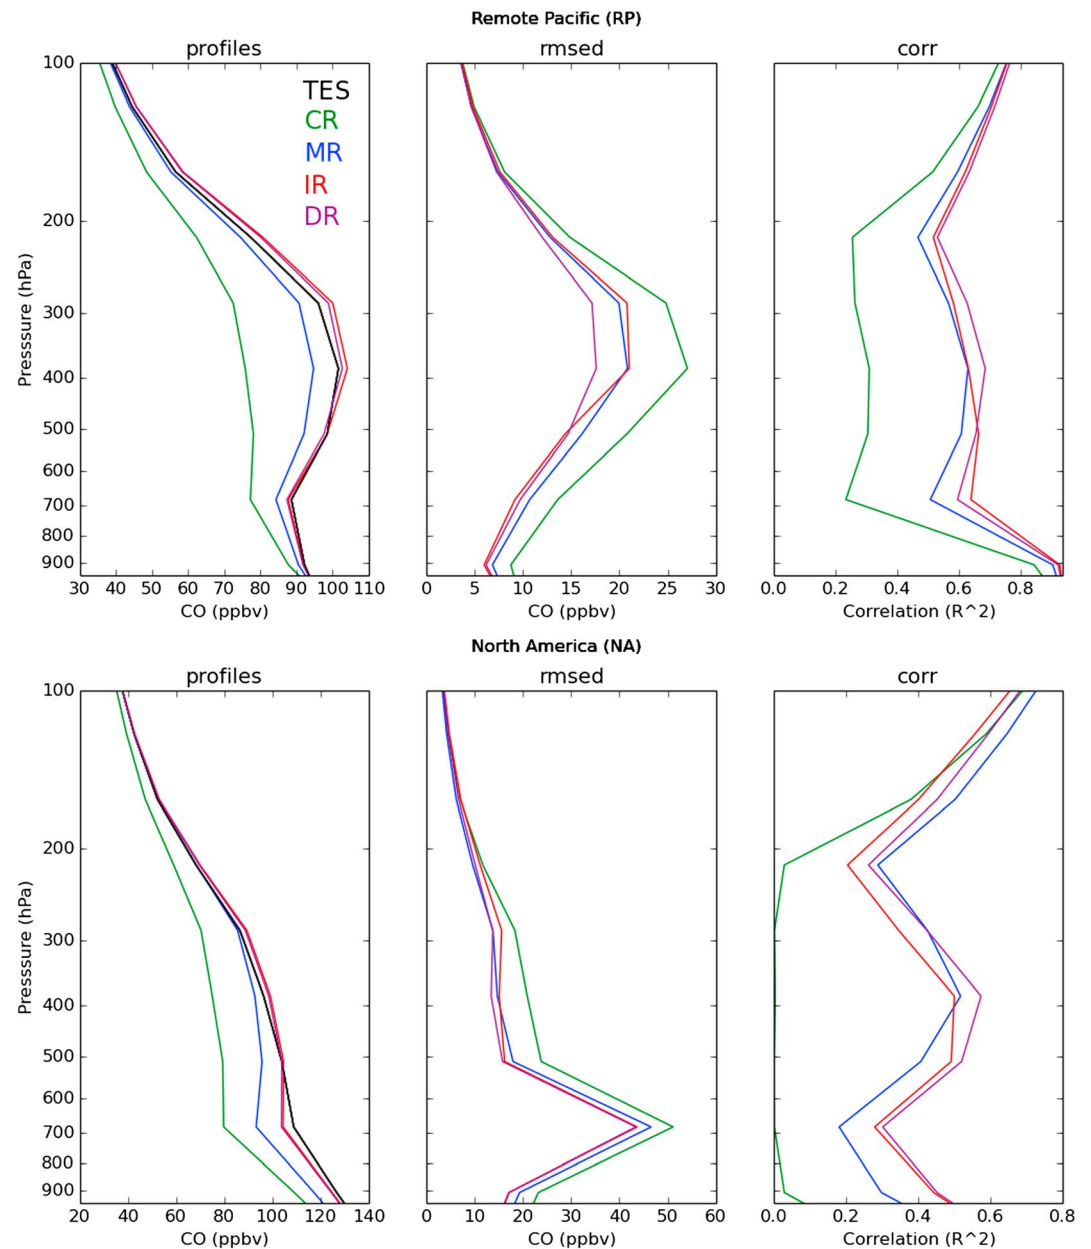 Remote Pacific (RP)
profiles rmsed corr
100
200
300
400
500
600
700
800
900
Presssure (hPa)
TES
CR
MR
IR
DR
30 40 50 60 70 80 90 100 110
CO (ppbv)
0 5 10 15 20 25 30
CO (ppbv)
0.0 0.2 0.4 0.6 0.8
Correlation (R^2)
North America (NA)
profiles rmsed corr
100
200
300
400
500
600
700
800
900
Presssure (hPa)
20 40 60 80 100 120 140
CO (ppbv)
0 10 20 30 40 50 60
CO (ppbv)
0.0 0.2 0.4 0.6 0.8
Correlation (R^2)